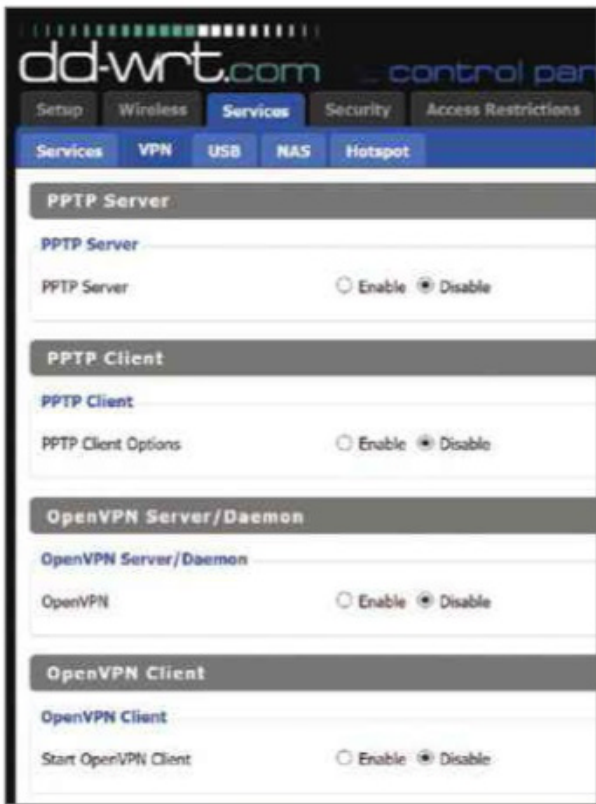 dd-wrt.com ... control pan
Setup Wireless Services Security Access Restrictions
Services VPN USB NAS Hotspot
PPTP Server
PPTP Server
PPTP Server Enable Disable
PPTP Client
PPTP Client
PPTP Client Options Enable Disable
OpenVPN Server/Daemon
OpenVPN Server/Daemon
OpenVPN Enable Disable
OpenVPN Client
OpenVPN Client
Start OpenVPN Client Enable Disable